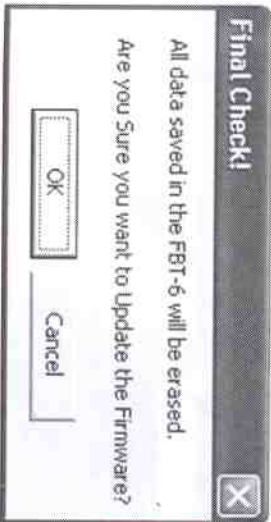 Final Check!
All data saved in the FBT-6 will be erased.
Are you Sure you want to Update the Firmware?
OK
Cancel